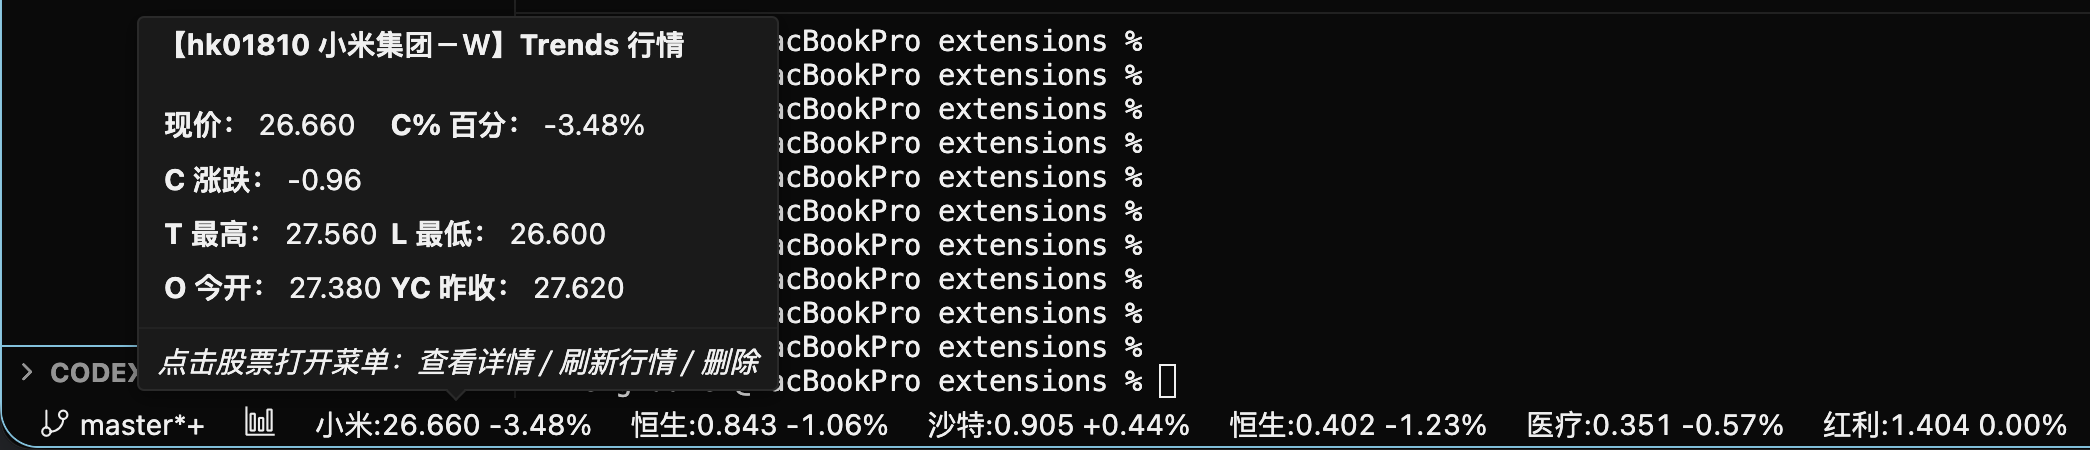 【hk01810 小米集团－W】Trends 行情
现价： 26.660 C% 百分： -3.48%
C 涨跌： -0.96
T 最高： 27.560 L 最低： 26.600
O 今开： 27.380 YC 昨收： 27.620
点击股票打开菜单：查看详情 / 刷新行情 / 删除
acBookPro extensions %
acBookPro extensions %
acBookPro extensions %
acBookPro extensions %
acBookPro extensions %
acBookPro extensions %
acBookPro extensions %
acBookPro extensions %
acBookPro extensions %
acBookPro extensions %
acBookPro extensions %
> CODEX
master*+ 小米:26.660 -3.48% 恒生:0.843 -1.06% 沙特:0.905 +0.44% 恒生:0.402 -1.23% 医疗:0.351 -0.57% 红利:1.404 0.00%